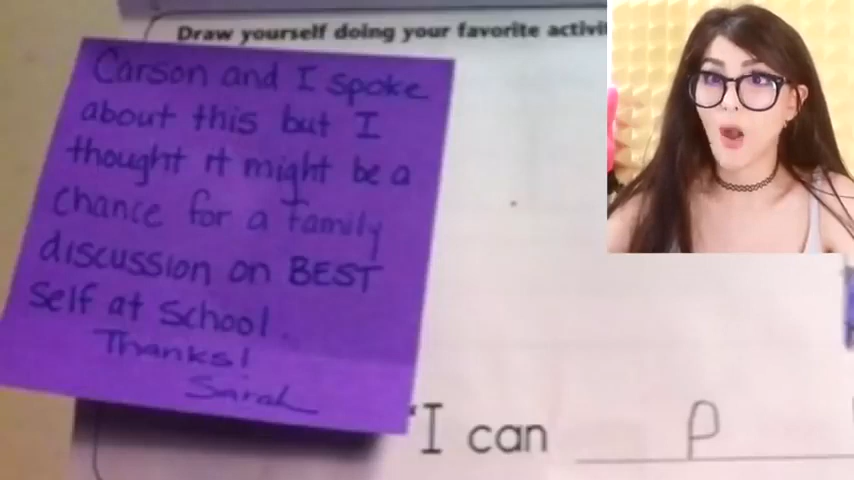 Draw yourself doing your favorite activi
Carson and I spoke
about this but I
thought it might be a
chance for a family
discussion on BEST
self at school.
Thanks!
Sarah
"I can P